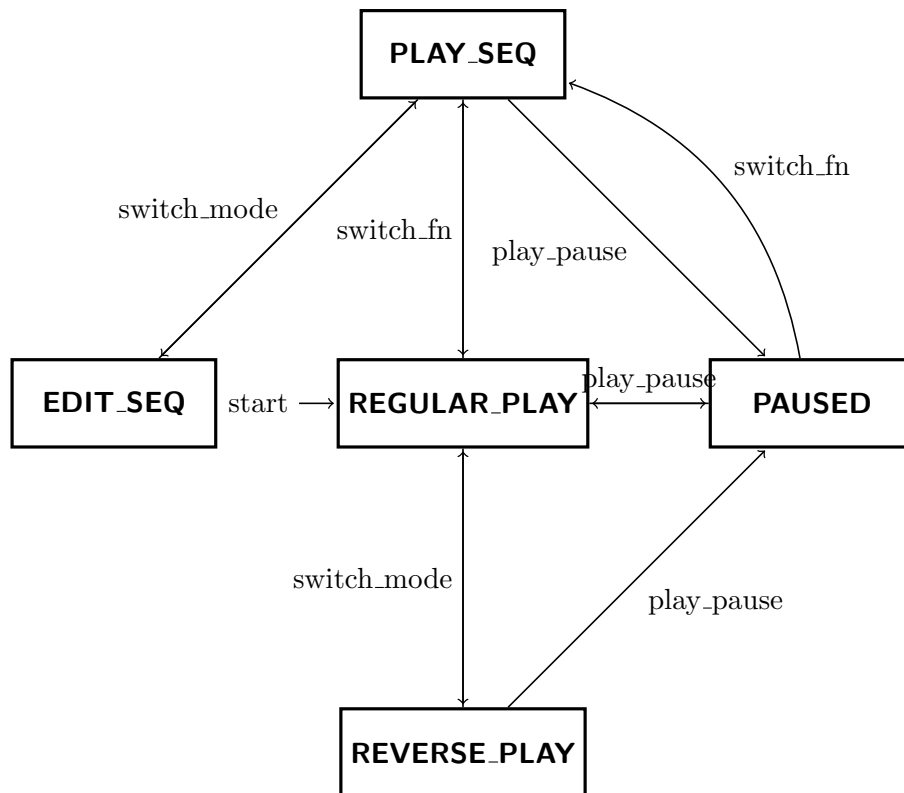 PLAY_SEQ
switch_fn
switch_mode
switch_fn
play_pause
play_pause
EDIT_SEQ
start
REGULAR_PLAY
PAUSED
switch_mode
play_pause
REVERSE_PLAY